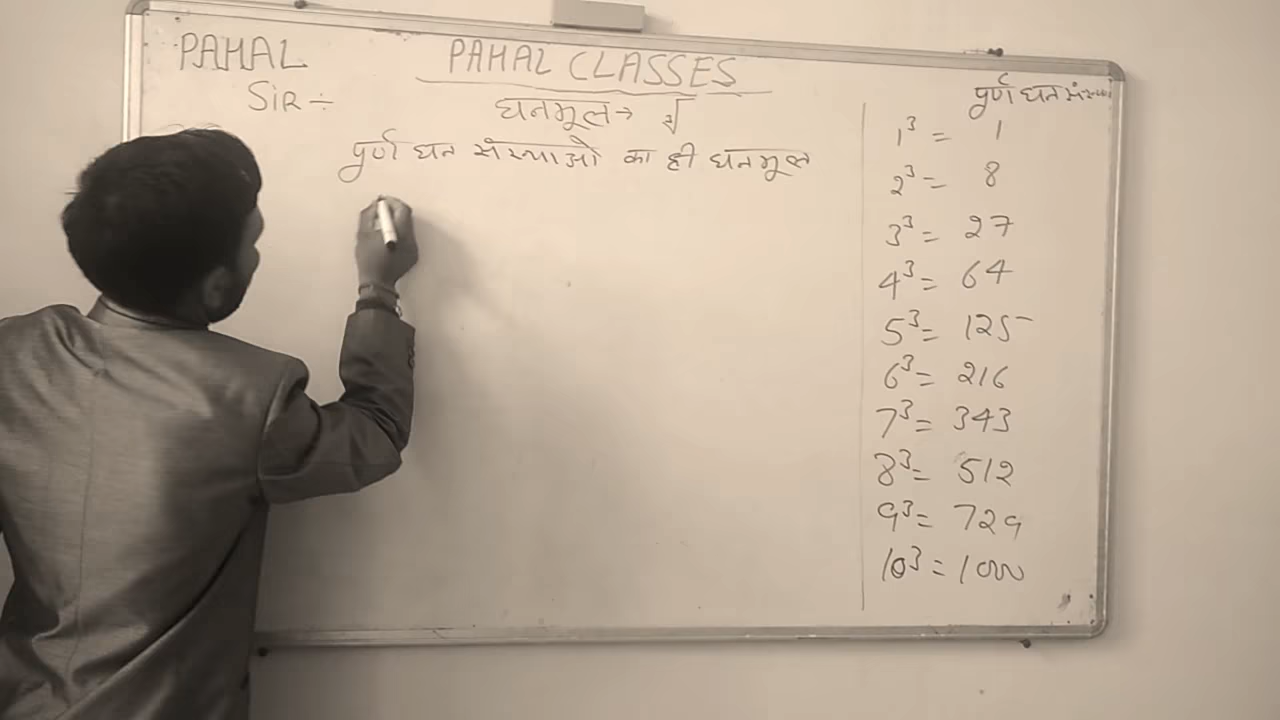 PAHAL
SiR ÷
PAHAL CLASSES
घनमूल → ∛
पूर्ण घन संख्याओ का ही घनमूल
पूर्ण घन संख्या
1³ = 1
2³ = 8
3³ = 27
4³ = 64
5³ = 125
6³ = 216
7³ = 343
8³ = 512
9³ = 729
10³ = 1000